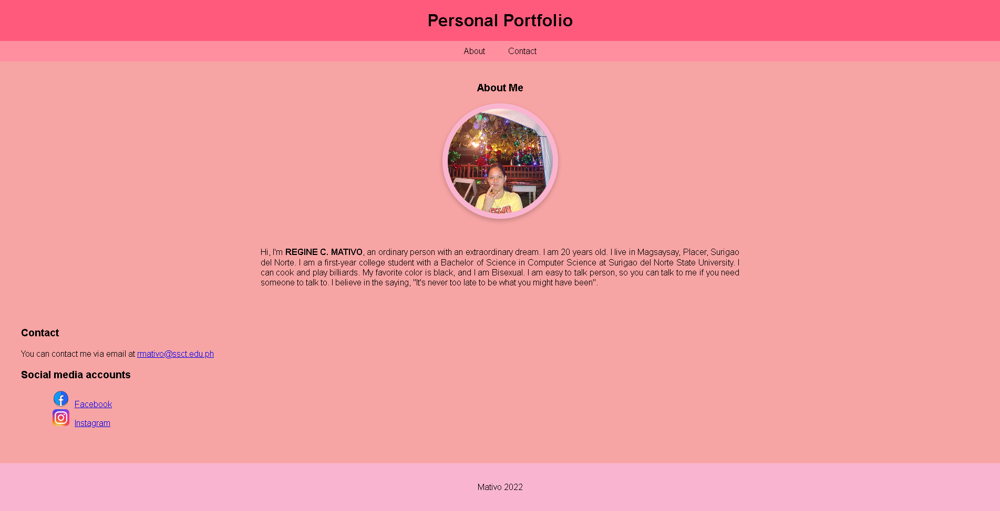 Personal Portfolio
About Contact
About Me
Hi, I'm REGINE C. MATIVO, an ordinary person with an extraordinary dream. I am 20 years old. I live in Magsaysay, Placer, Surigao
del Norte. I am a first-year college student with a Bachelor of Science in Computer Science at Surigao del Norte State University. I
can cook and play billiards. My favorite color is black, and I am Bisexual. I am easy to talk person, so you can talk to me if you need
someone to talk to. I believe in the saying, "It's never too late to be what you might have been".
Contact
You can contact me via email at rmativo@ssct.edu.ph
Social media accounts
Facebook
Instagram
Mativo 2022